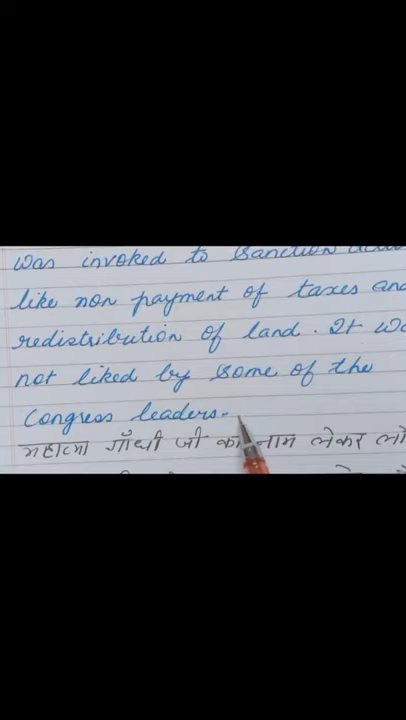 was invoked to sanction
like non payment of taxes and
redistribution of land. It
not liked by some of the
Congress leaders.
महात्मा गाँधी जी का नाम लेकर